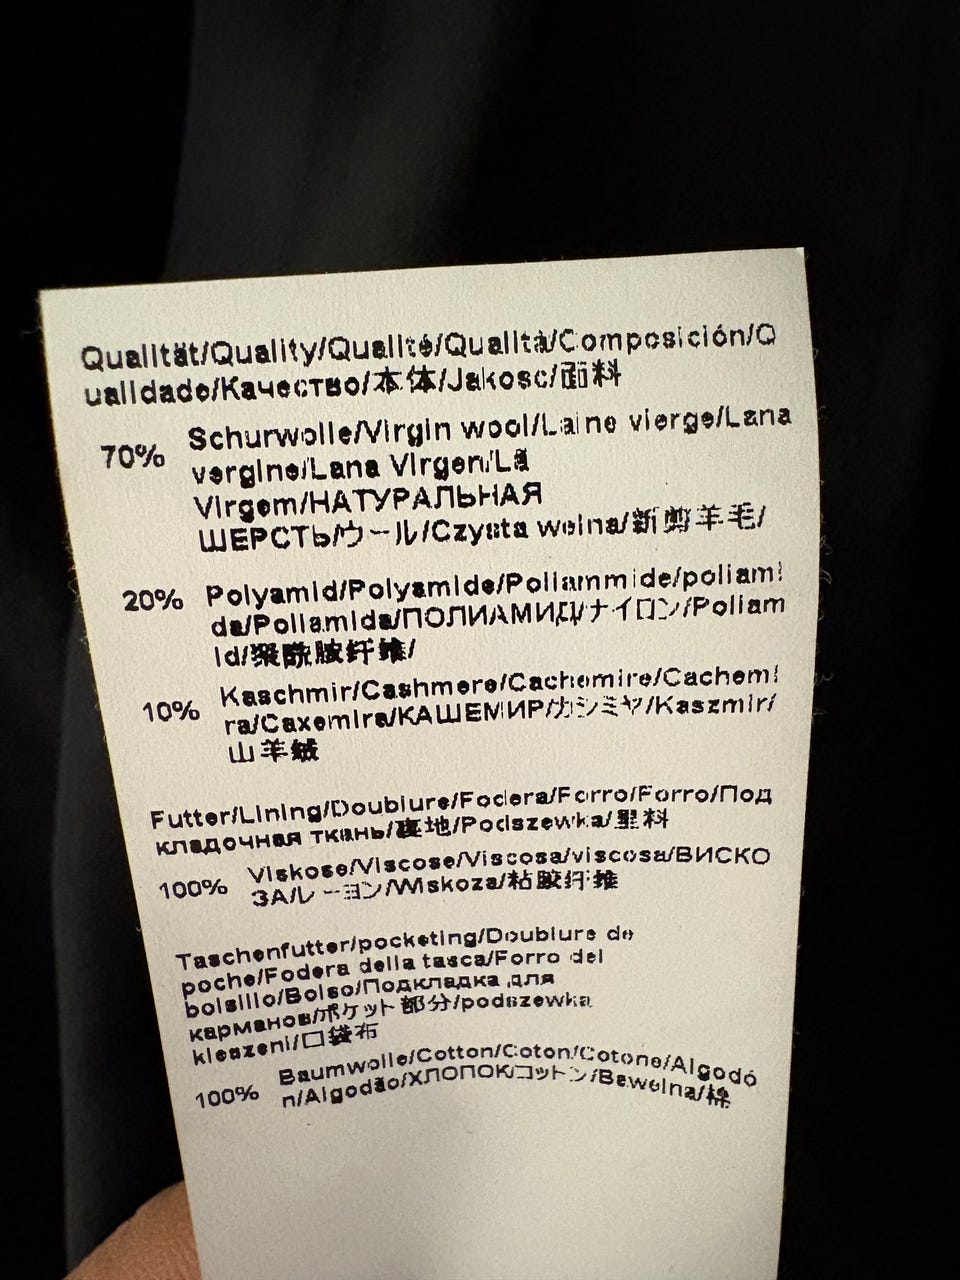 Qualität/Quality/Qualité/Qualità/Composición/Q
ualidade/Качество/本体/Jakosc/面料
70% Schurwolle/Virgin wool/Laine vierge/Lana
vergine/Lana Virgen/Lã
Virgem/НАТУРАЛЬНАЯ
ШЕРСТЬ/ウール/Czysta welna/新剪羊毛/
20% Polyamid/Polyamide/Poliammide/poliami
da/Poliamida/ПОЛИАМИД/ナイロン/Poliam
id/聚酰胺纤维/
10% Kaschmir/Cashmere/Cachemire/Cachemi
ra/Caxemira/КАШЕМИР/カシミヤ/Kaszmir/
山羊绒
Futter/Lining/Doublure/Fodera/Forro/Forro/Под
кладочная ткань/裏地/Podszewka/里料
100% Viskose/Viscose/Viscosa/viscosa/ВИСКО
ЗА/レーヨン/Wiskoza/粘胶纤维
Taschenfutter/pocketing/Doublure de
poche/Fodera della tasca/Forro del
bolsillo/Bolso/Подкладка для
карманов/ポケット部分/podszewka
kieszeni/口袋布
100% Baumwolle/Cotton/Coton/Cotone/Algodó
n/Algodão/ХЛОПОК/コットン/Bawelna/棉